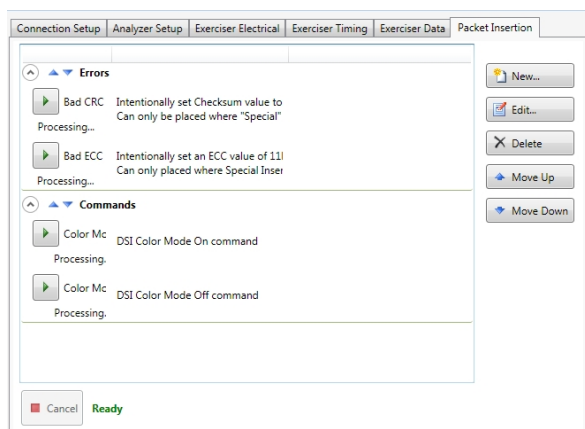 Connection Setup Analyzer Setup Exerciser Electrical Exerciser Timing Exerciser Data Packet Insertion
Errors
Bad CRC Intentionally set Checksum value to
Can only be placed where "Special"
Processing...
Bad ECC Intentionally set an ECC value of 11l
Can only placed where Special Inser
Processing...
Commands
Color Mc DSI Color Mode On command
Processing.
Color Mc DSI Color Mode Off command
Processing.
New...
Edit...
Delete
Move Up
Move Down
Cancel Ready